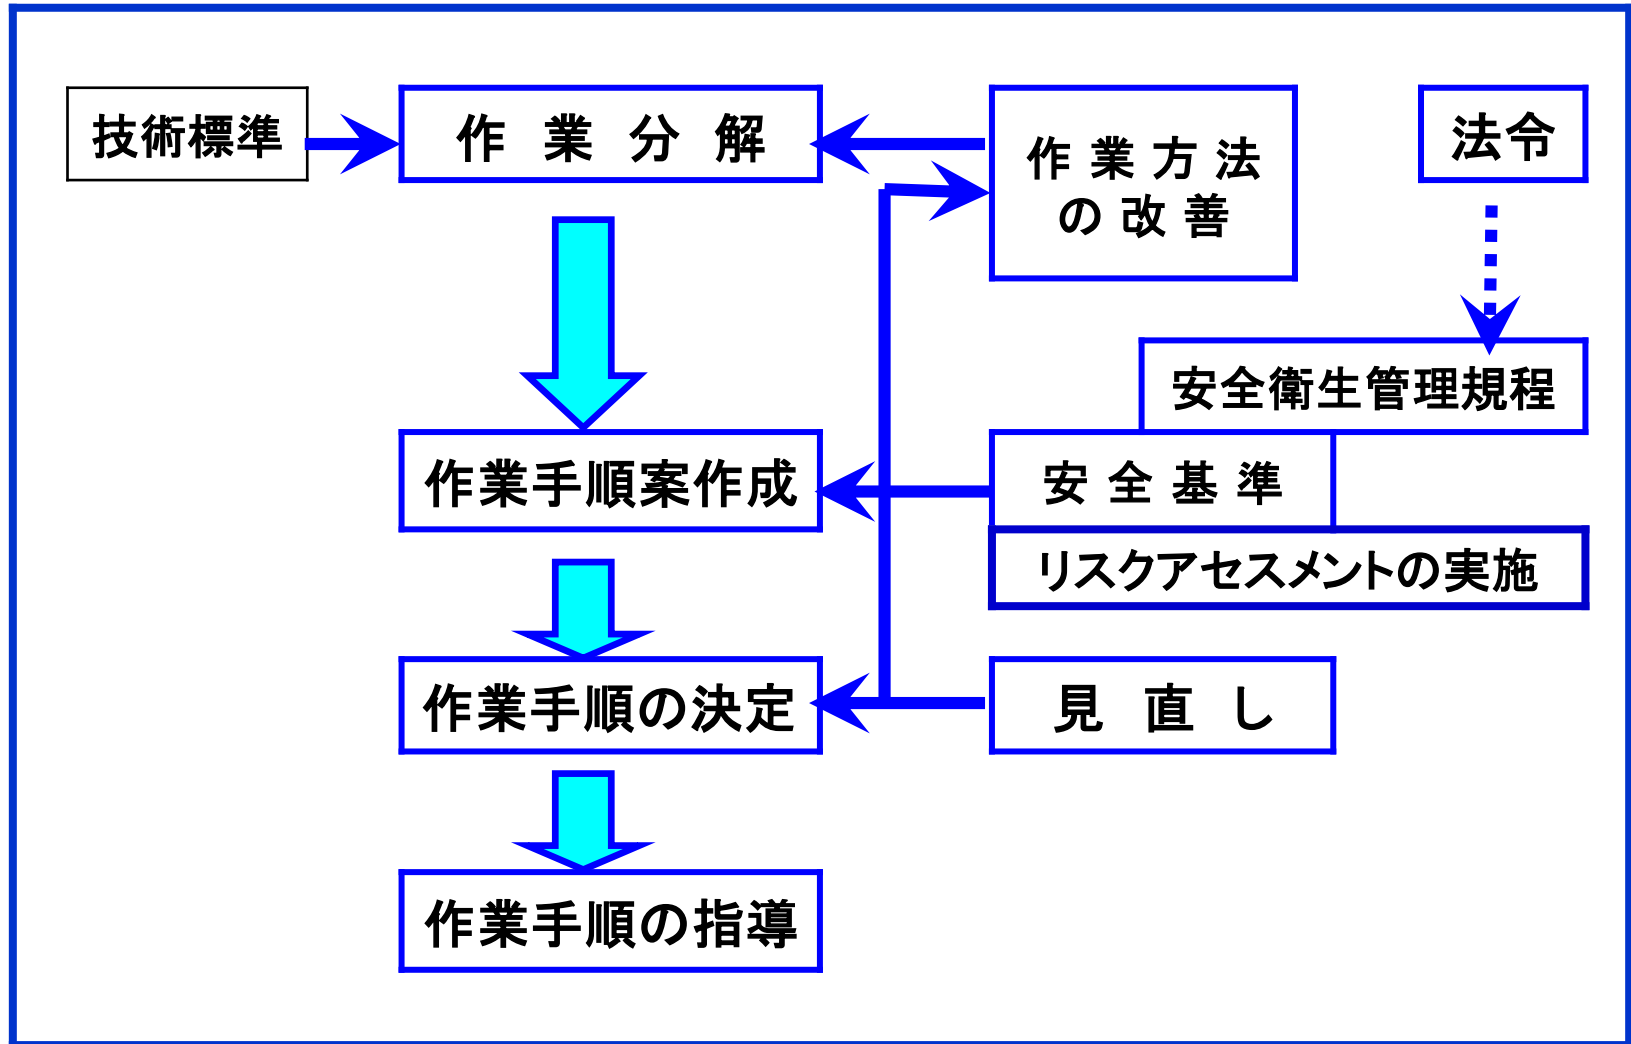 技術標準
作業分解
作業方法
の改善
法令
安全衛生管理規程
作業手順案作成
安全基準
リスクアセスメントの実施
作業手順の決定
見直し
作業手順の指導